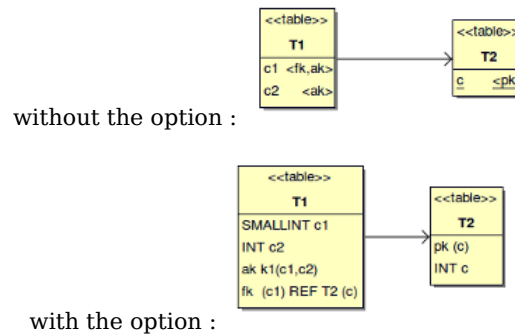 <<table>>
T1
c1 <fk,ak>
c2 <ak>
<<table>>
T2
c <pk
without the option :
<<table>>
T1
SMALLINT c1
INT c2
ak k1(c1,c2)
fk (c1) REF T2 (c)
<<table>>
T2
pk (c)
INT c
with the option :